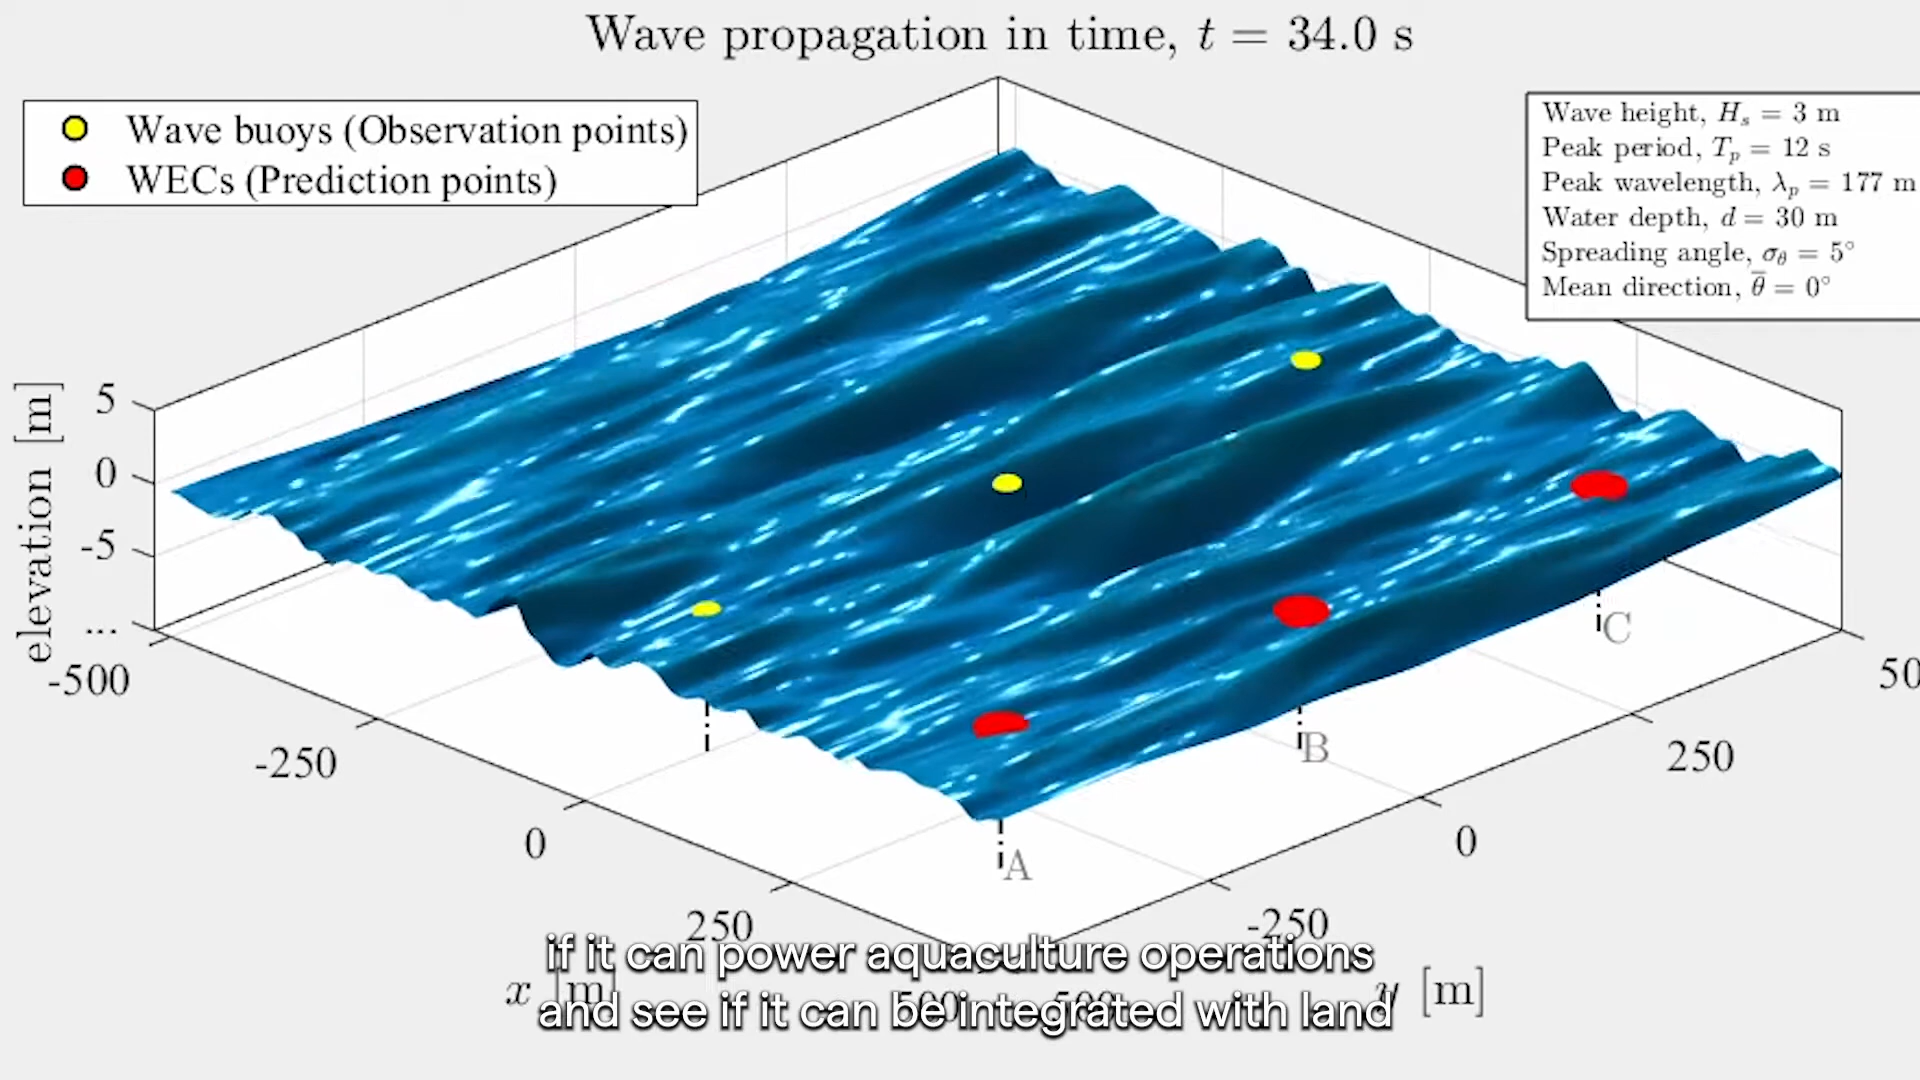 Wave propagation in time, t = 34.0 s
Wave buoys (Observation points)
WECs (Prediction points)
Wave height, Hₛ = 3 m
Peak period, Tₚ = 12 s
Peak wavelength, λₚ = 177 m
Water depth, d = 30 m
Spreading angle, σ_θ = 5°
Mean direction, θ̅ = 0°
elevation [m]
5
0
-5
...
-500
-250
0
250
500
x [m]
-500
-250
0
250
50
y [m]
A
B
C
if it can power aquaculture operations
and see if it can be integrated with land